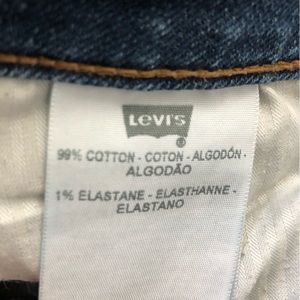 LEVI'S
®
99% COTTON - COTON - ALGODÓN -
ALGODÃO
1% ELASTANE - ELASTHANNE -
ELASTANO